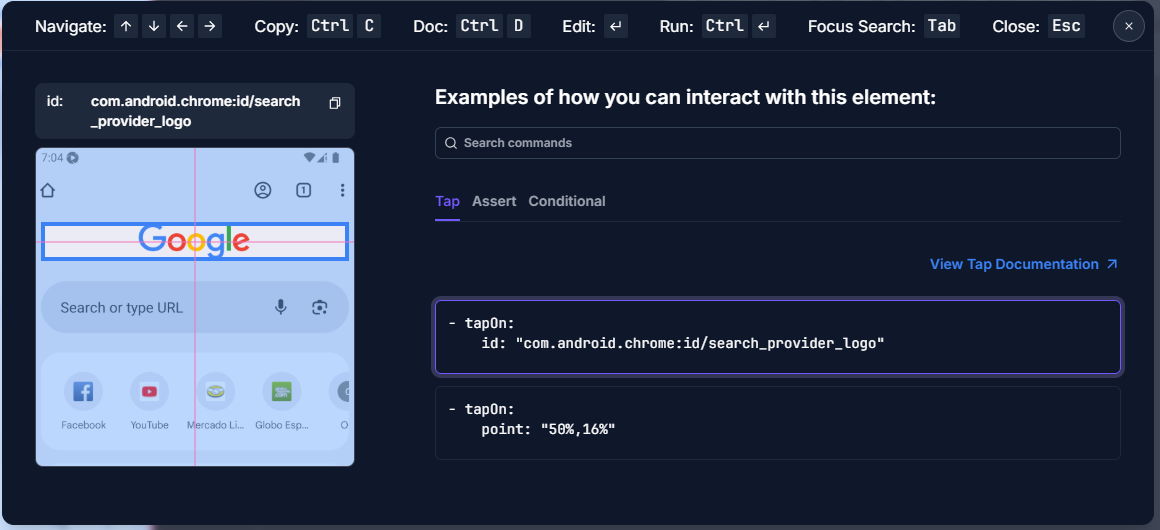 Navigate: ↑ ↓ ← → Copy: Ctrl C Doc: Ctrl D Edit: ↵ Run: Ctrl ↵ Focus Search: Tab Close: Esc ×
id: com.android.chrome:id/search
_provider_logo
7:04
1
Google
Search or type URL
Facebook YouTube Mercado Li... Globo Esp... O
Examples of how you can interact with this element:
Search commands
Tap Assert Conditional
View Tap Documentation ↗
- tapOn:
id: "com.android.chrome:id/search_provider_logo"
- tapOn:
point: "50%,16%"